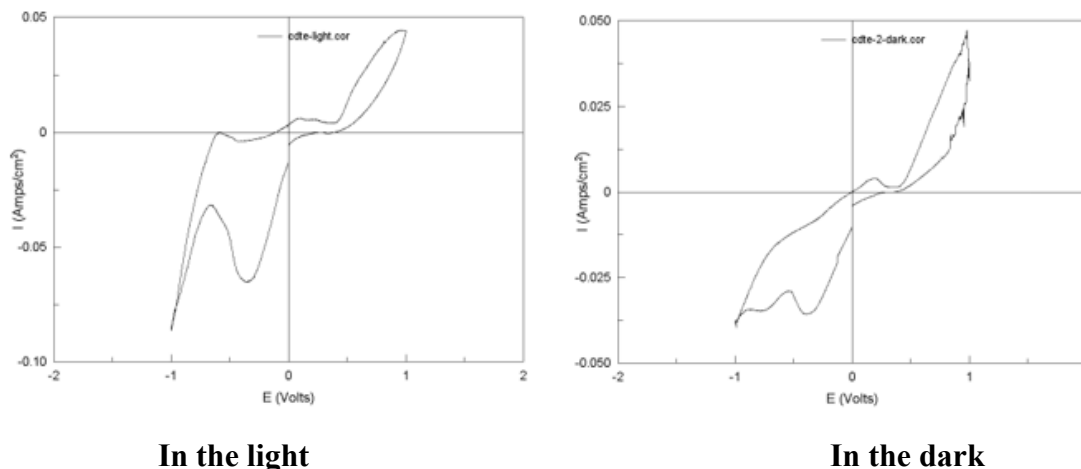 0.05
cdte-light.cor
0
-0.05
-0.10
I (Amps/cm²)
-2
-1
0
1
2
E (Volts)
In the light
0.050
cdte-2-dark.cor
0.025
0
-0.025
-0.050
I (Amps/cm²)
-2
-1
0
1
E (Volts)
In the dark